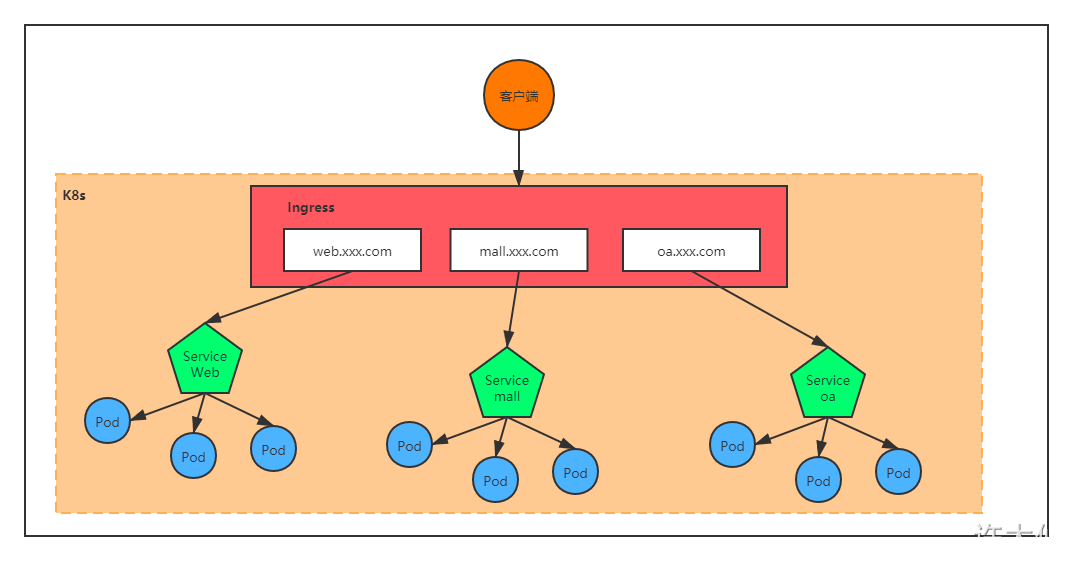 客户端
K8s
Ingress
web.xxx.com
mall.xxx.com
oa.xxx.com
Service
Web
Service
mall
Service
oa
Pod
Pod
Pod
Pod
Pod
Pod
Pod
Pod
Pod